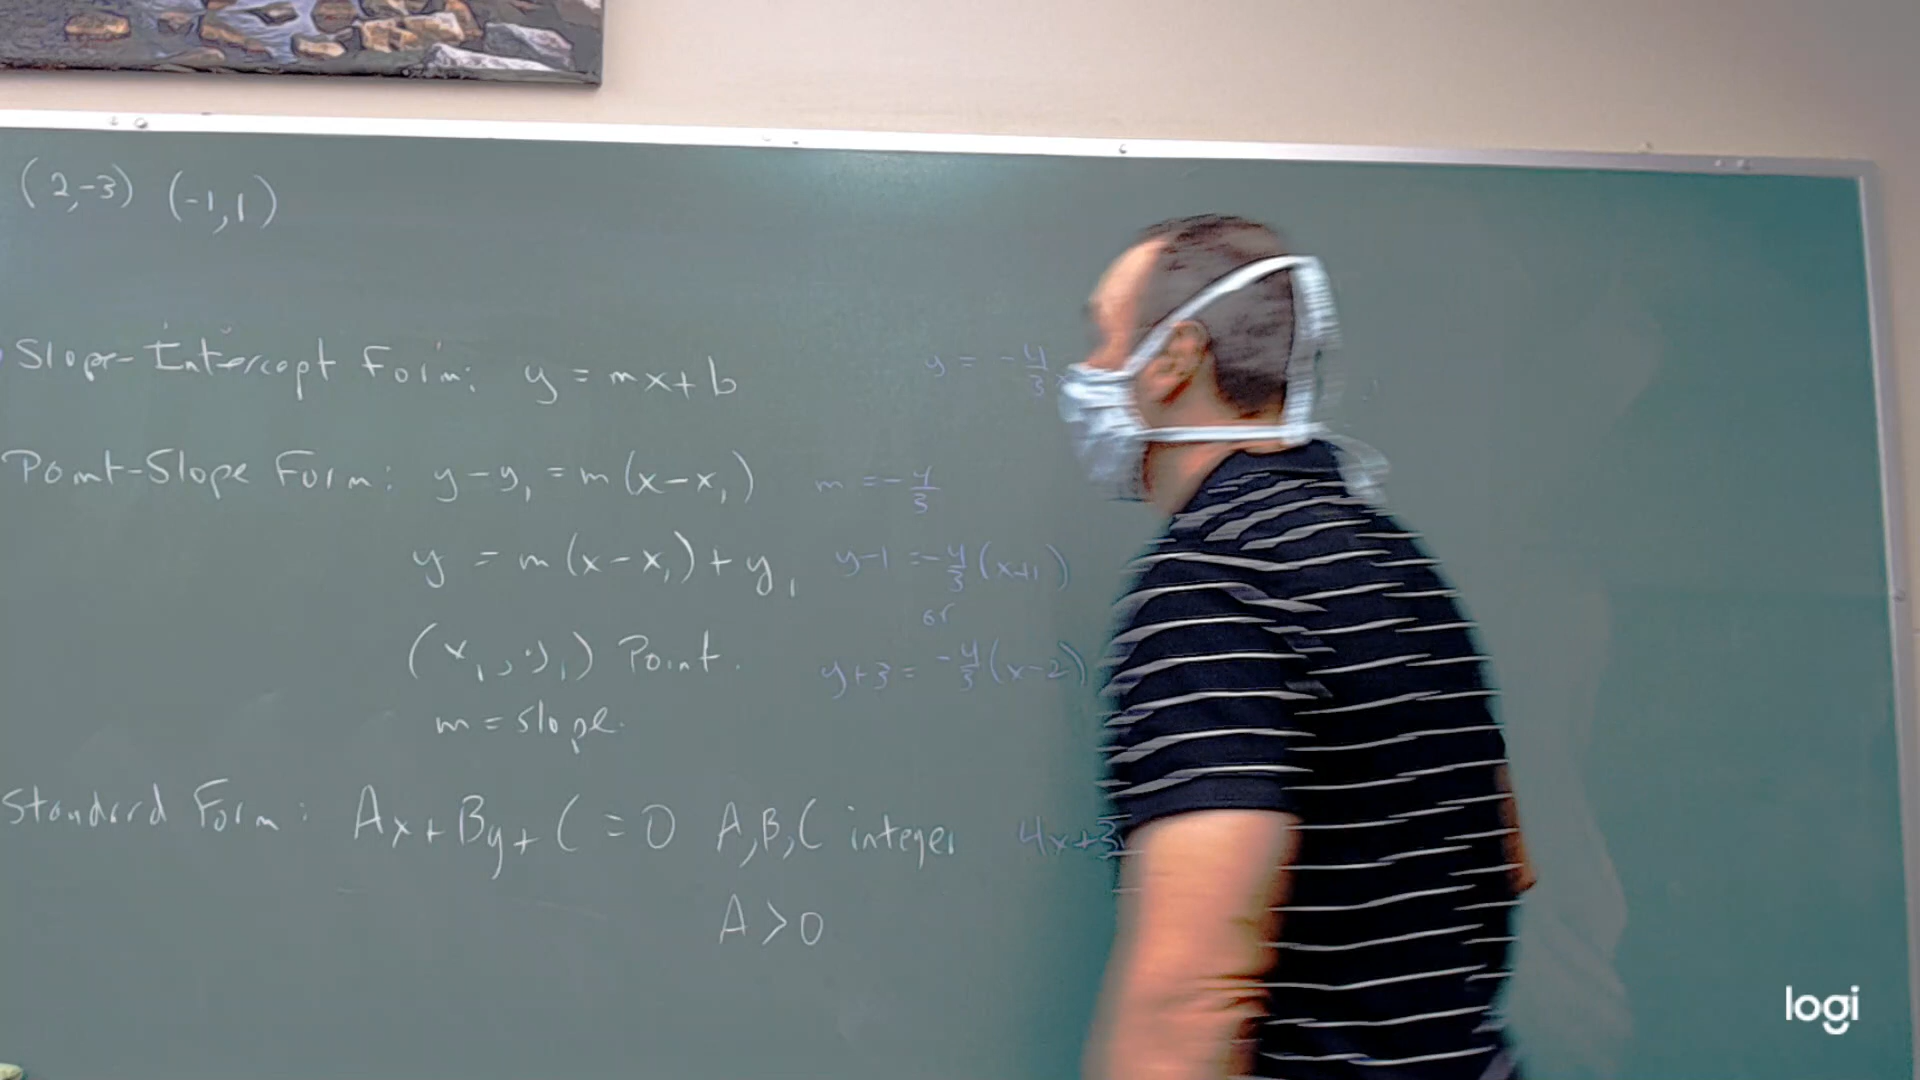 (2,-3) (-1,1)
Slope-Intercept Form: y = mx+b
y = -4/3 x
Point-Slope Form: y-y₁ = m(x-x₁)
m = -4/3
y = m(x-x₁)+y₁
y-1 = -4/3(x+1)
or
(x₁,y₁) Point.
y+3 = -4/3(x-2)
m = slope.
Standard Form: Ax+By+C=0 A,B,C integer
4x+3
A>0
logi